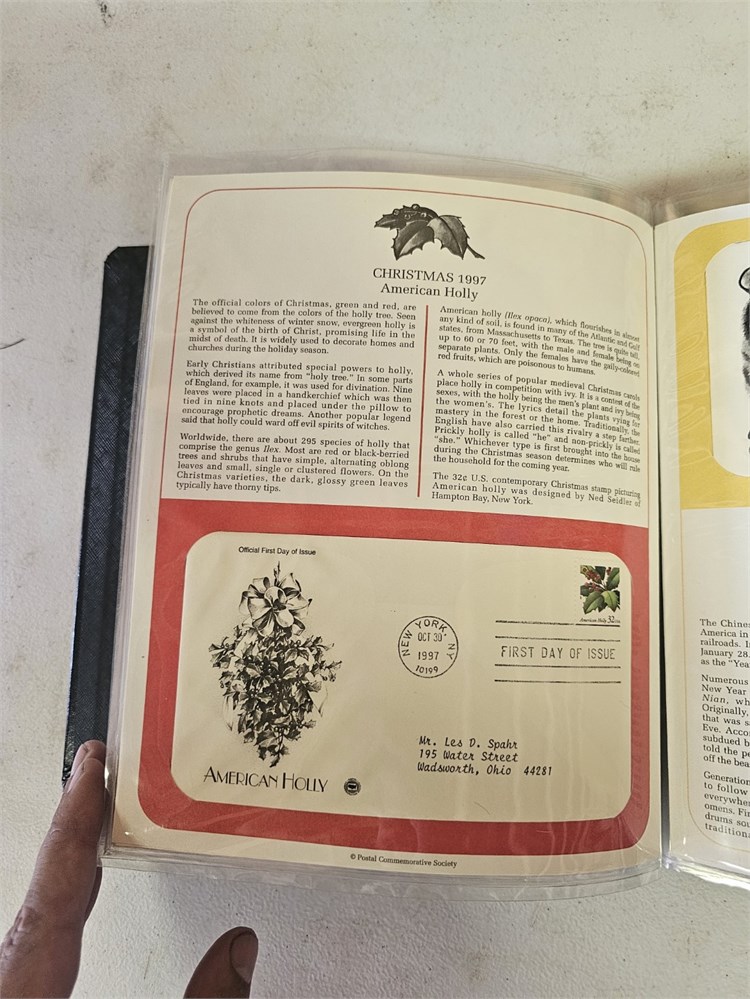 CHRISTMAS 1997
American Holly
The official colors of Christmas, green and red, are
believed to come from the colors of the holly tree. Seen
against the whiteness of winter snow, evergreen holly is
a symbol of the birth of Christ, promising life in the
midst of death. It is widely used to decorate homes and
churches during the holiday season.
Early Christians attributed special powers to holly,
which derived its name from "holy tree." In some parts
of England, for example, it was used for divination. Nine
leaves were placed in a handkerchief which was then
tied in nine knots and placed under the pillow to
encourage prophetic dreams. Another popular legend
said that holly could ward off evil spirits of witches.
Worldwide, there are about 295 species of holly that
comprise the genus Ilex. Most are red or black-berried
trees and shrubs that have simple, alternating oblong
leaves and small, single or clustered flowers. On the
Christmas varieties, the dark, glossy green leaves
typically have thorny tips.
American holly (Ilex opaca), which flourishes in almost
any kind of soil, is found in many of the Atlantic and Gulf
states, from Massachusetts to Texas. The tree is quite tall,
up to 60 or 70 feet, with the male and female being on
separate plants. Only the females have the gaily-colored
red fruits, which are poisonous to humans.
A whole series of popular medieval Christmas carols
place holly in competition with ivy. It is a contest of the
sexes, with the holly being the men's plant and ivy being
the women's. The lyrics detail the plants vying for
mastery in the forest or the home. Traditionally, the
English have also carried this rivalry a step farther.
Prickly holly is called "he" and non-prickly is called
"she." Whichever type is first brought into the house
during the Christmas season determines who will rule
the household for the coming year.
The 32¢ U.S. contemporary Christmas stamp picturing
American holly was designed by Ned Seidler of
Hampton Bay, New York.
Official First Day of Issue
American Holly 32
NEW YORK NY
OCT 30
1997
10199
FIRST DAY OF ISSUE
Mr. Les D. Spahr
195 Water Street
Wadsworth, Ohio 44281
AMERICAN HOLLY
© Postal Commemorative Society
The Chines
America in
railroads. I
January 28,
as the "Yea
Numerous
New Year
Nian, wh
Originally,
that was s
Eve. Acco
subdued b
told the pe
off the bea
Generation
to follow
everywher
omens. Fir
drums sou
traditiona